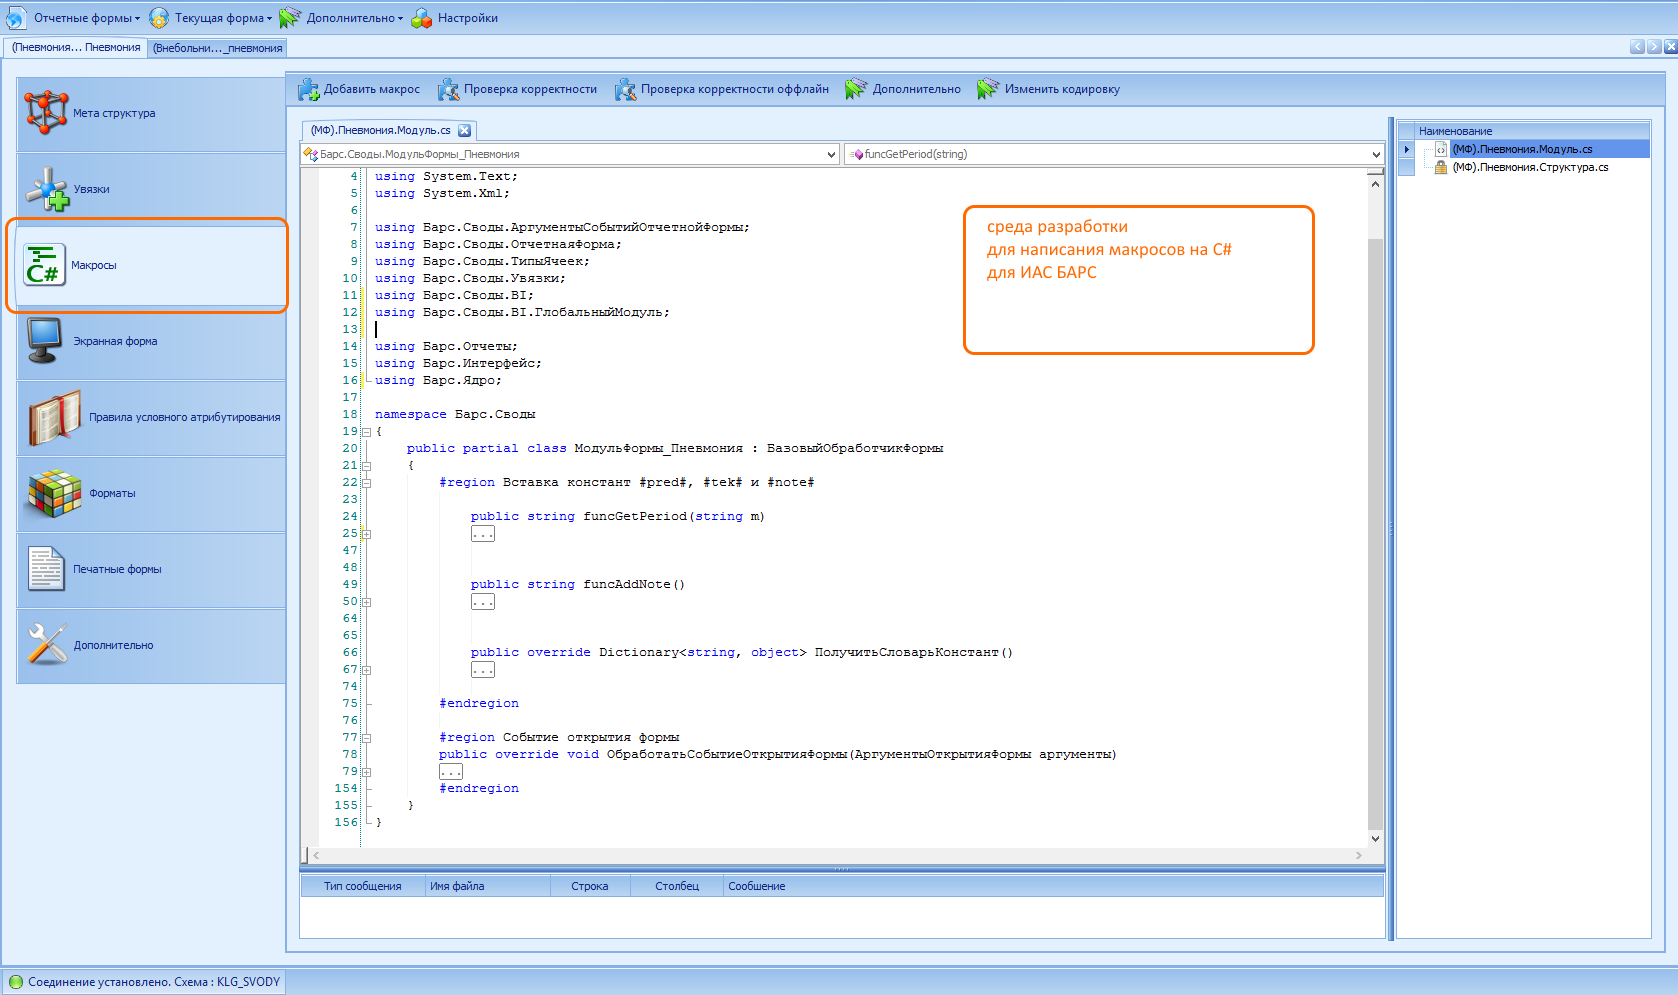 Отчетные формы
Текущая форма
Дополнительно
Настройки
(Пневмония... Пневмония
(Внебольни..._пневмония
Мета структура
Увязки
C#
Макросы
Экранная форма
Правила условного атрибутирования
Форматы
Печатные формы
Дополнительно
Добавить макрос
Проверка корректности
Проверка корректности оффлайн
Дополнительно
Изменить кодировку
(МФ).Пневмония.Модуль.cs
Барс.Своды.МодульФормы_Пневмония
funcGetPeriod(string)
4 using System.Text;
5 using System.Xml;
6
7 using Барс.Своды.АргументыСобытийОтчетнойФормы;
8 using Барс.Своды.ОтчетнаяФорма;
9 using Барс.Своды.ТипыЯчеек;
10 using Барс.Своды.Увязки;
11 using Барс.Своды.BI;
12 using Барс.Своды.BI.ГлобальныйМодуль;
13
14 using Барс.Отчеты;
15 using Барс.Интерфейс;
16 using Барс.Ядро;
17
18 namespace Барс.Своды
19 {
20 public partial class МодульФормы_Пневмония : БазовыйОбработчикФормы
21 {
22 #region Вставка констант #pred#, #tek# и #note#
23
24 public string funcGetPeriod(string m)
25 ...
47
48
49 public string funcAddNote()
50 ...
64
65
66 public override Dictionary<string, object> ПолучитьСловарьКонстант()
67 ...
74
75 #endregion
76
77 #region Событие открытия формы
78 public override void ОбработатьСобытиеОткрытияФормы(АргументыОткрытияФормы аргументы)
79 ...
154 #endregion
155 }
156 }
среда разработки
для написания макросов на C#
для ИАС БАРС
Наименование
(МФ).Пневмония.Модуль.cs
(МФ).Пневмония.Структура.cs
Тип сообщения
Имя файла
Строка
Столбец
Сообщение
Соединение установлено. Схема : KLG_SVODY